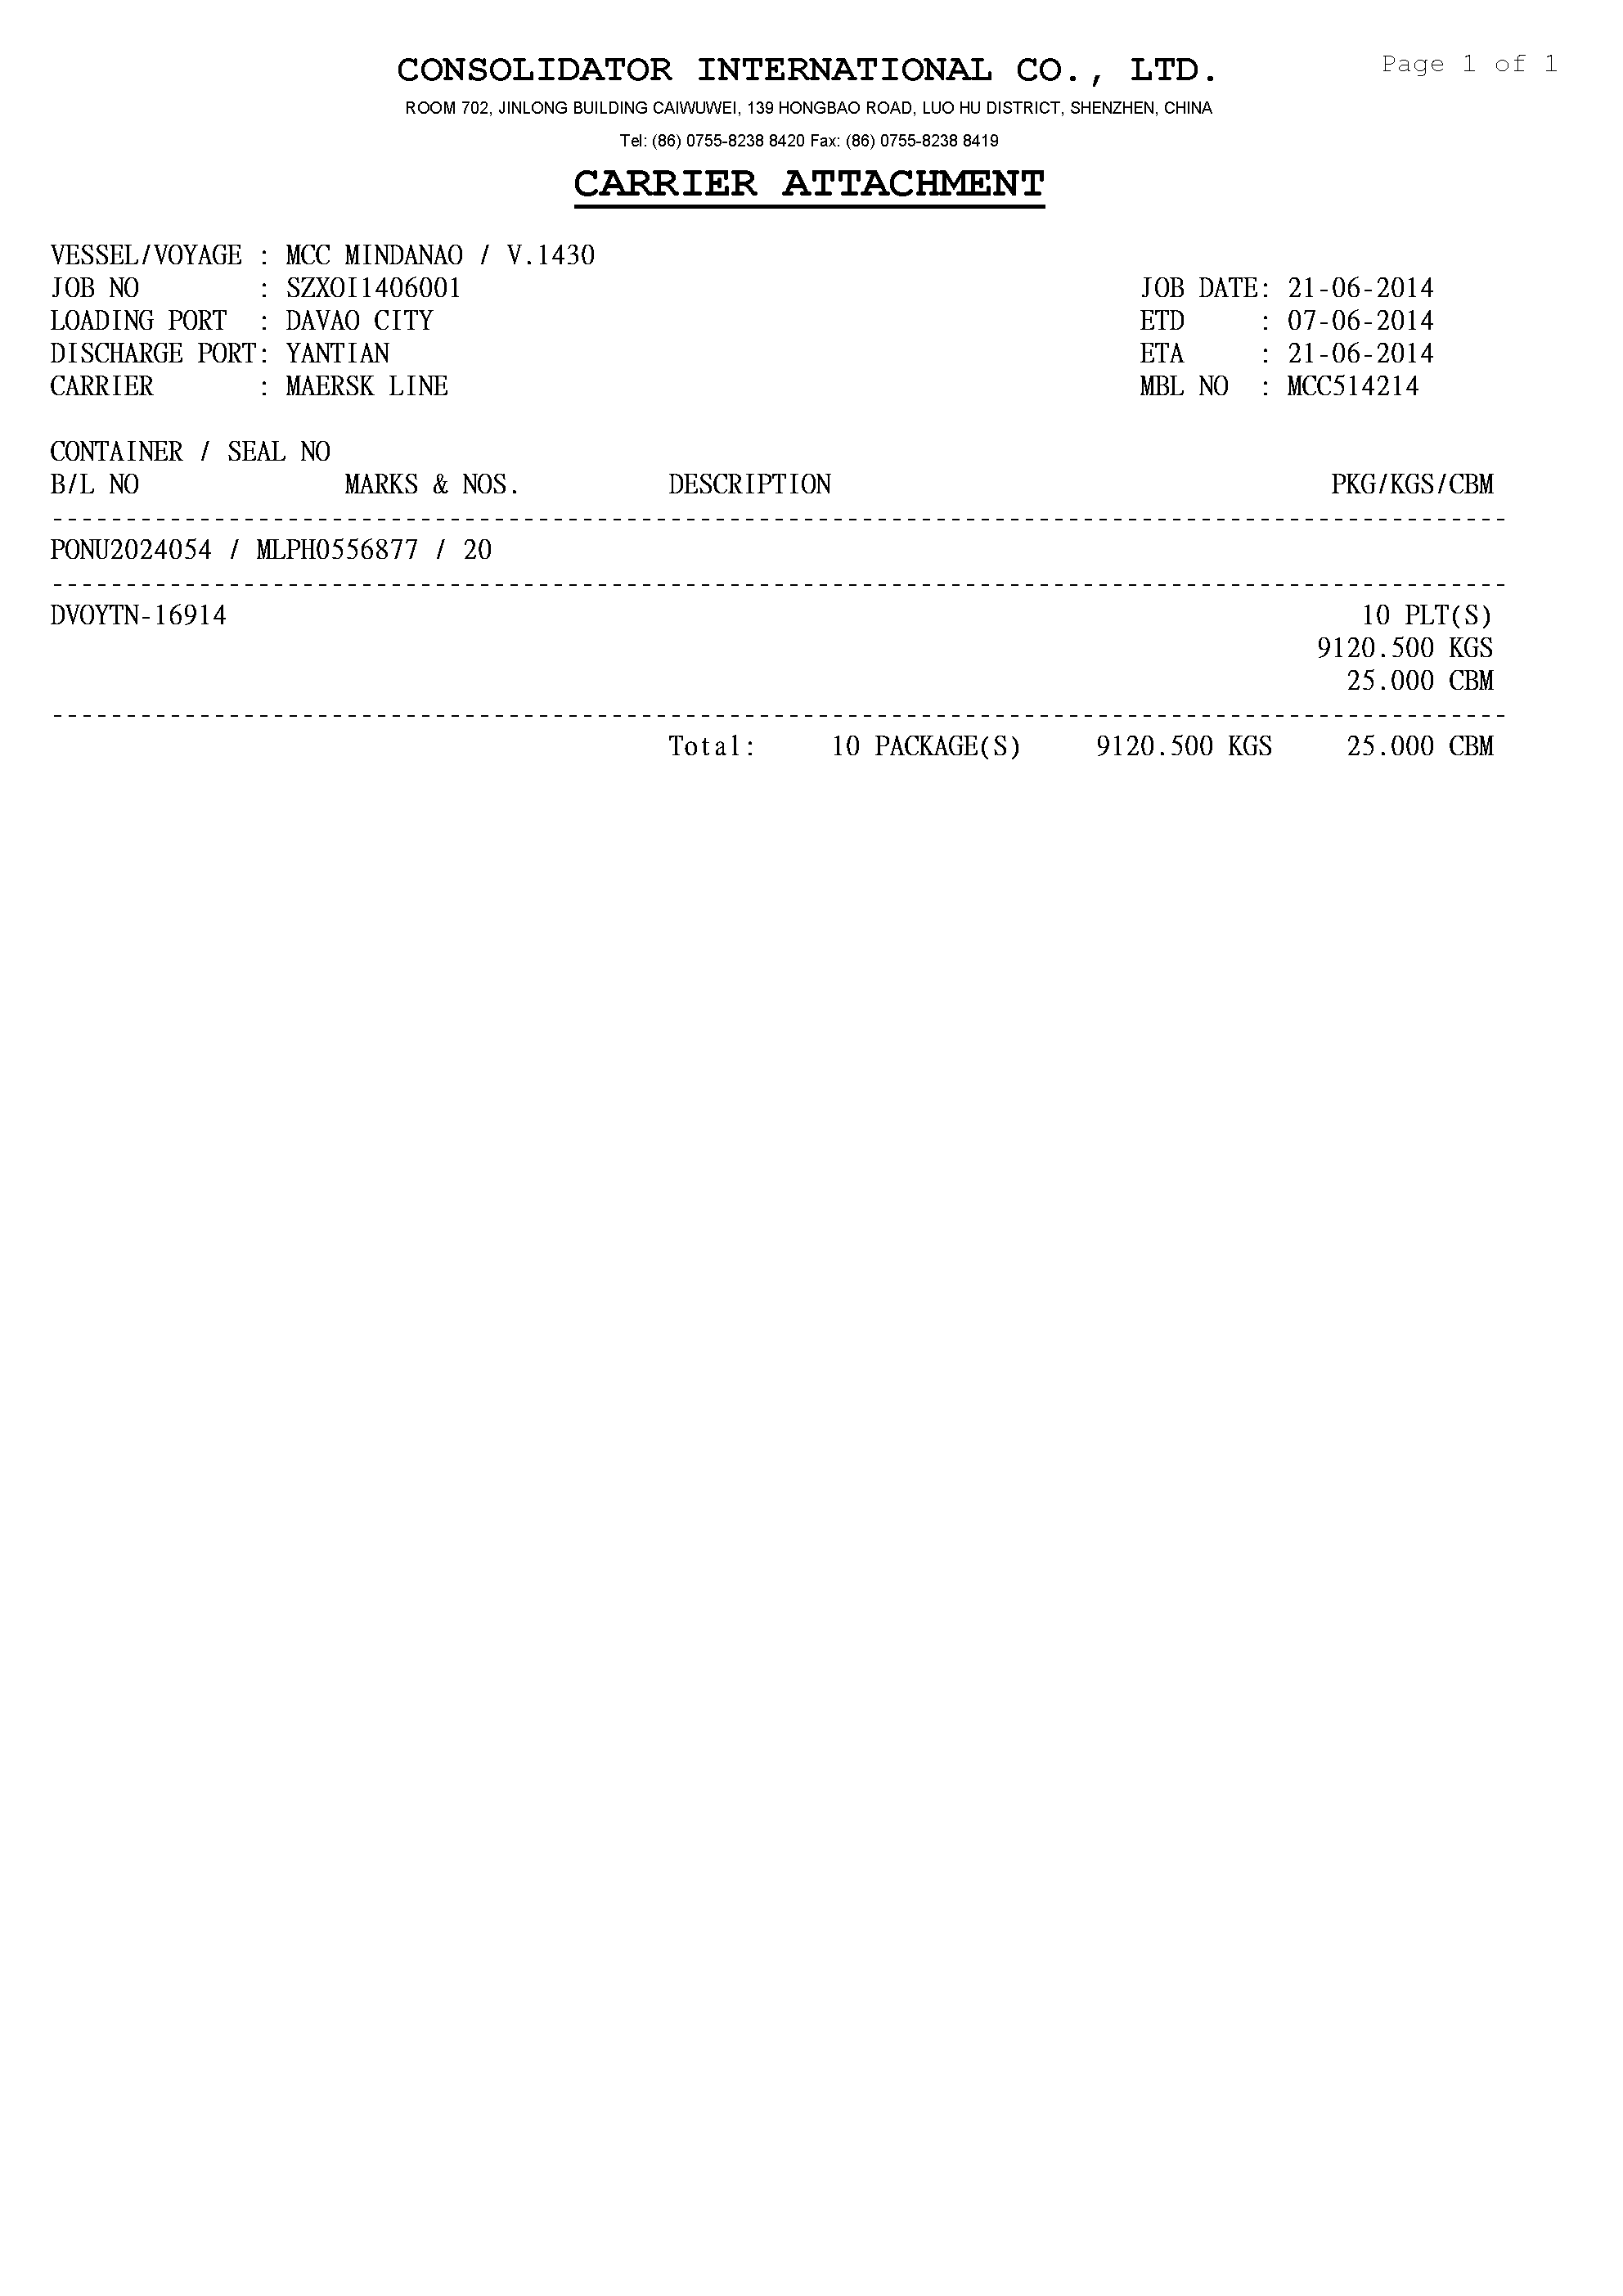 CONSOLIDATOR INTERNATIONAL CO., LTD. Page 1 of 1
ROOM 702, JINLONG BUILDING CAIWUWEI, 139 HONGBAO ROAD, LUO HU DISTRICT, SHENZHEN, CHINA
Tel: (86) 0755-8238 8420 Fax: (86) 0755-8238 8419
CARRIER ATTACHMENT
VESSEL/VOYAGE : MCC MINDANAO / V.1430
JOB NO : SZXOI1406001 JOB DATE: 21-06-2014
LOADING PORT : DAVAO CITY ETD : 07-06-2014
DISCHARGE PORT: YANTIAN ETA : 21-06-2014
CARRIER : MAERSK LINE MBL NO : MCC514214
CONTAINER / SEAL NO
B/L NO MARKS & NOS. DESCRIPTION PKG/KGS/CBM
PONU2024054 / MLPH0556877 / 20
DVOYTN-16914 10 PLT(S)
9120.500 KGS
25.000 CBM
Total: 10 PACKAGE(S) 9120.500 KGS 25.000 CBM